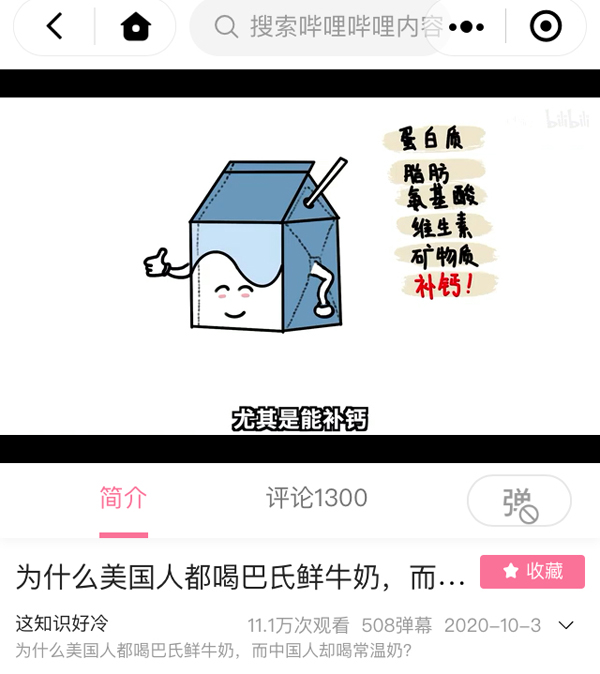 搜索哔哩哔哩内容
bilibili
蛋白质
脂肪
氨基酸
维生素
矿物质
补钙!
尤其是能补钙
简介 评论1300 弹
为什么美国人都喝巴氏鲜牛奶，而... 收藏
这知识好冷 11.1万次观看 508弹幕 2020-10-3
为什么美国人都喝巴氏鲜牛奶，而中国人却喝常温奶?